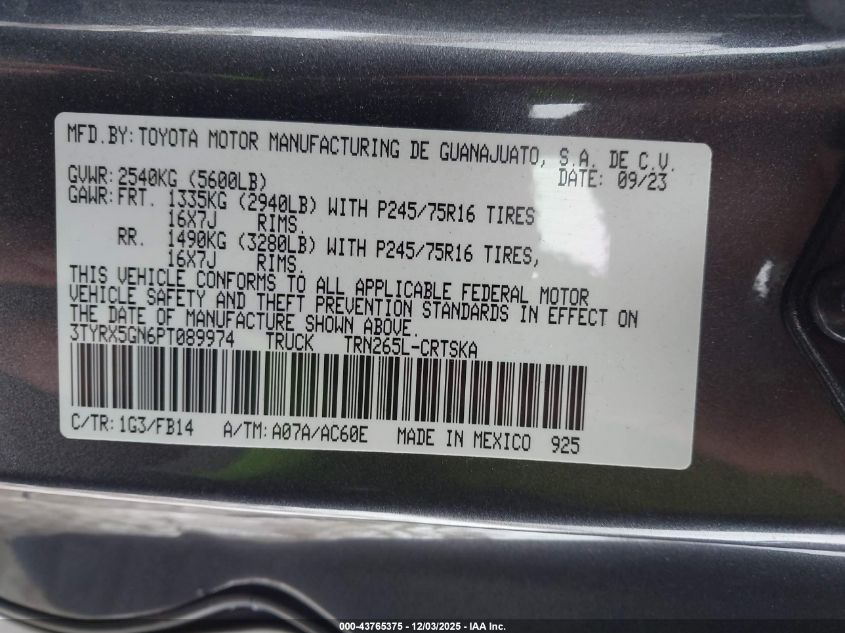 MFD.BY:TOYOTA MOTOR MANUFACTURING DE GUANAJUATO, S.A. DE C.V.
GVWR:2540KG (5600LB) DATE: 09/23
GAWR:FRT. 1335KG (2940LB) WITH P245/75R16 TIRES
16X7J RIMS.
RR. 1490KG (3280LB) WITH P245/75R16 TIRES,
16X7J RIMS.
THIS VEHICLE CONFORMS TO ALL APPLICABLE FEDERAL MOTOR
VEHICLE SAFETY AND THEFT PREVENTION STANDARDS IN EFFECT ON
THE DATE OF MANUFACTURE SHOWN ABOVE.
3TYRX5GN6PT089974 TRUCK TRN265L-CRTSKA
C/TR:1G3/FB14 A/TM:A07A/AC60E MADE IN MEXICO 925
000-43765375 - 12/03/2025 - IAA Inc.